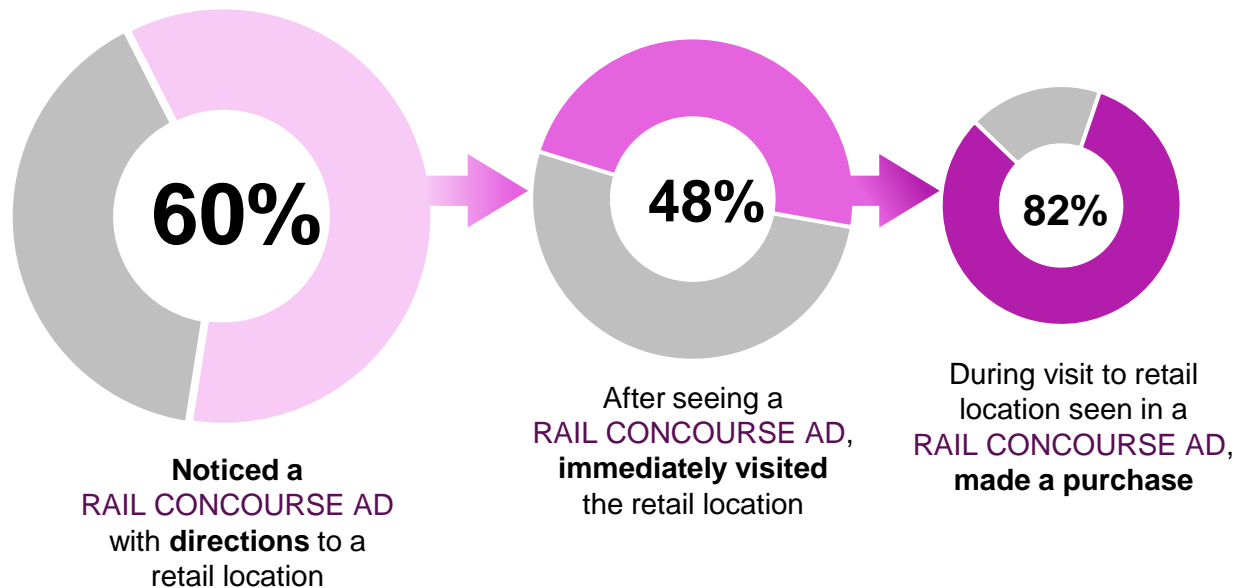 60%
Noticed a
RAIL CONCOURSE AD
with directions to a
retail location
48%
After seeing a
RAIL CONCOURSE AD,
immediately visited
the retail location
82%
During visit to retail
location seen in a
RAIL CONCOURSE AD,
made a purchase